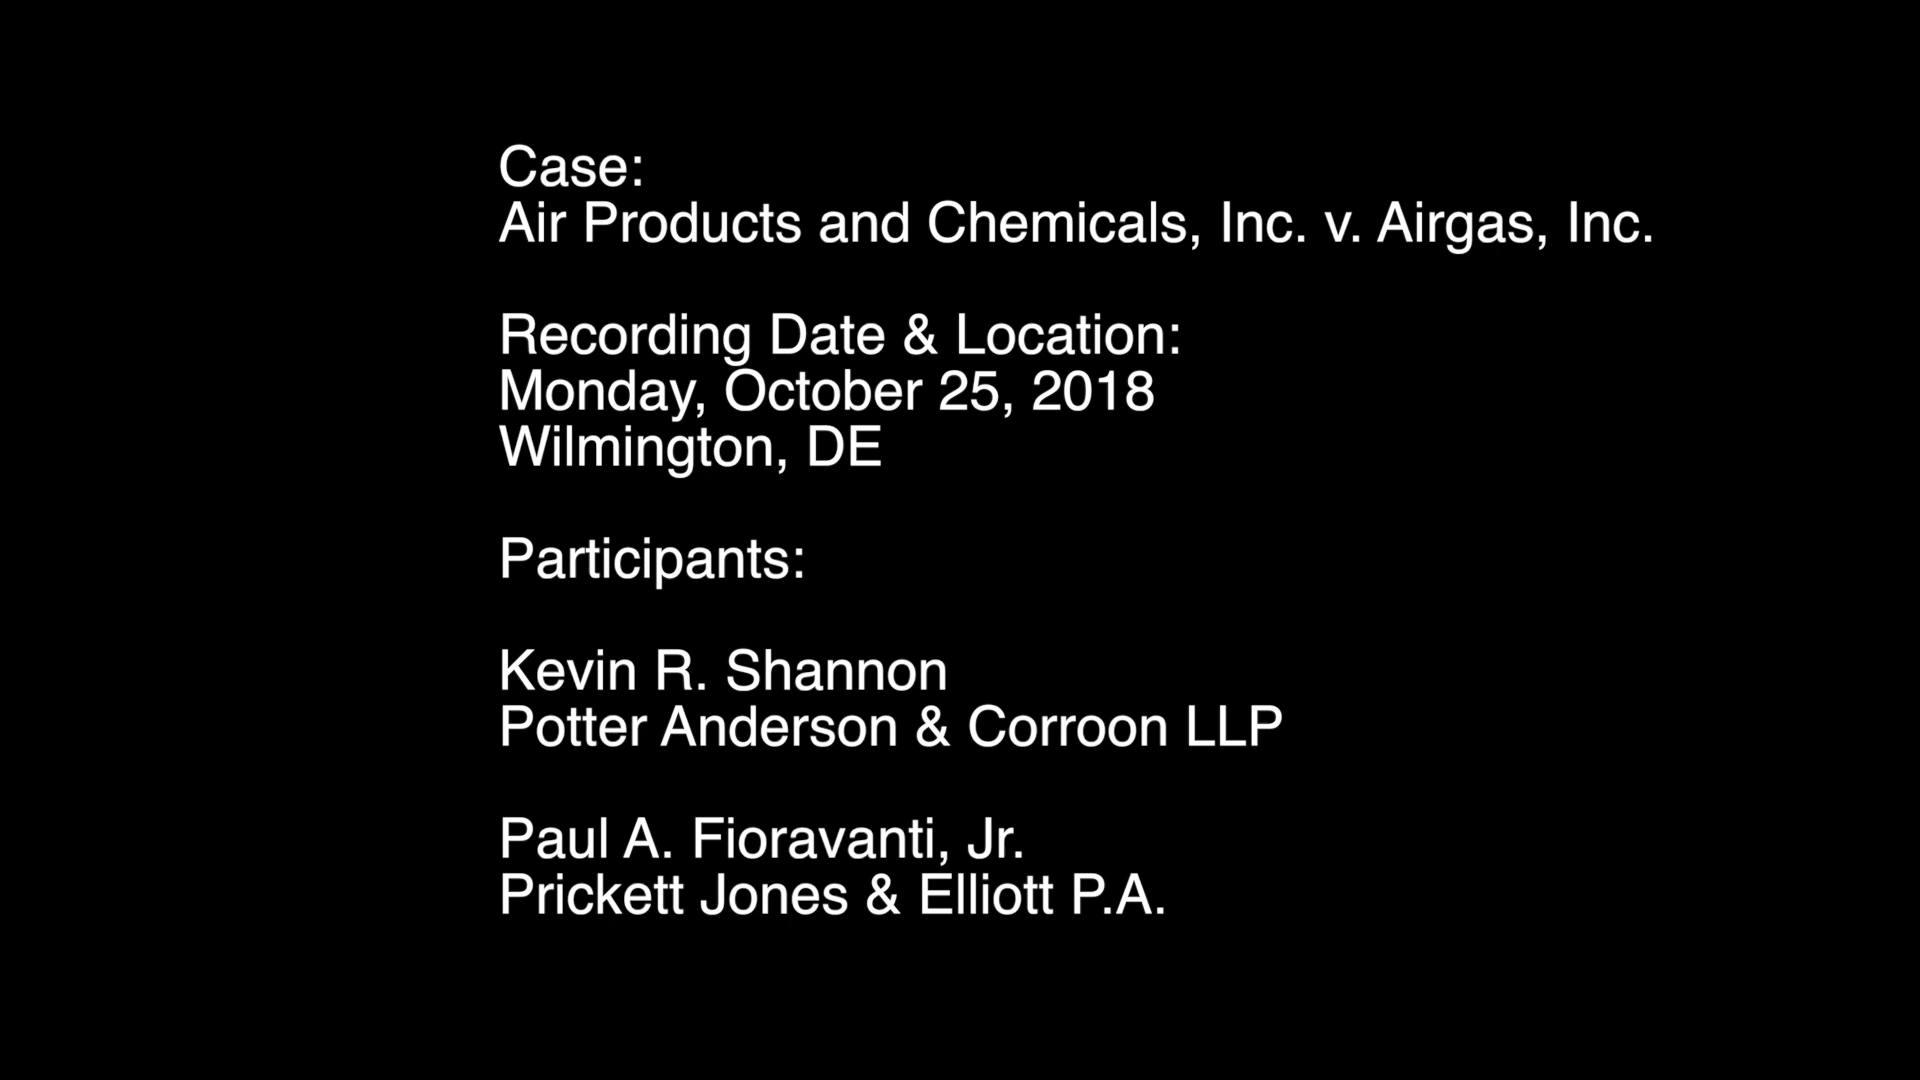 Case:
Air Products and Chemicals, Inc. v. Airgas, Inc.
Recording Date & Location:
Monday, October 25, 2018
Wilmington, DE
Participants:
Kevin R. Shannon
Potter Anderson & Corroon LLP
Paul A. Fioravanti, Jr.
Prickett Jones & Elliott P.A.